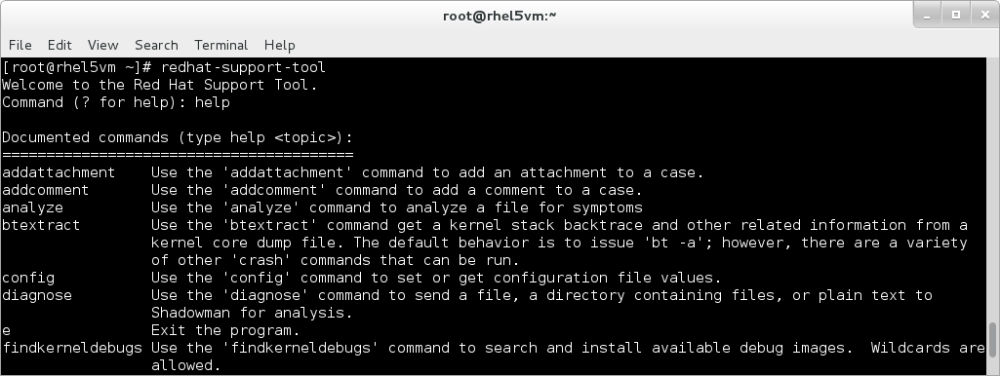 root@rhel5vm:~
File Edit View Search Terminal Help
[root@rhel5vm ~]# redhat-support-tool
Welcome to the Red Hat Support Tool.
Command (? for help): help
Documented commands (type help <topic>):
========================================
addattachment Use the 'addattachment' command to add an attachment to a case.
addcomment Use the 'addcomment' command to add a comment to a case.
analyze Use the 'analyze' command to analyze a file for symptoms
btextract Use the 'btextract' command get a kernel stack backtrace and other related information from a
kernel core dump file. The default behavior is to issue 'bt -a'; however, there are a variety
of other 'crash' commands that can be run.
config Use the 'config' command to set or get configuration file values.
diagnose Use the 'diagnose' command to send a file, a directory containing files, or plain text to
Shadowman for analysis.
e Exit the program.
findkerneldebugs Use the 'findkerneldebugs' command to search and install available debug images.  Wildcards are
allowed.